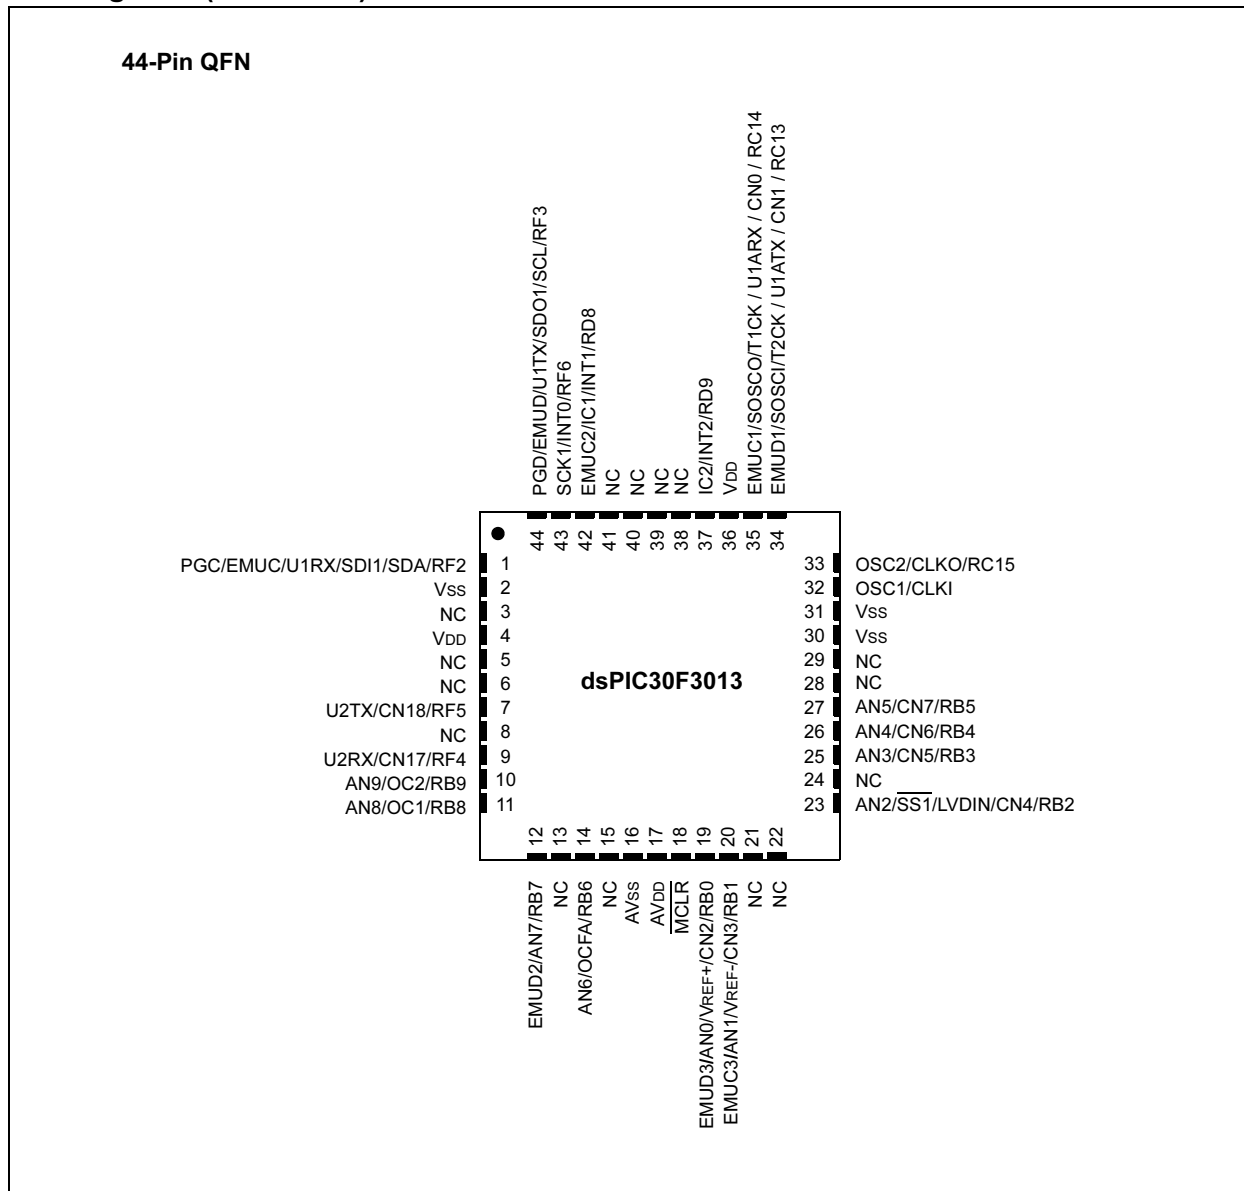 44-Pin QFN
PGD/EMUD/U1TX/SDO1/SCL/RF3
SCK1/INT0/RF6
EMUC2/IC1/INT1/RD8
NC
NC
NC
NC
IC2/INT2/RD9
VDD
EMUC1/SOSCO/T1CK / U1ARX / CN0 / RC14
EMUD1/SOSCI/T2CK / U1ATX / CN1 / RC13
44
43
42
41
40
39
38
37
36
35
34
PGC/EMUC/U1RX/SDI1/SDA/RF2 1
VSS 2
NC 3
VDD 4
NC 5
NC 6
U2TX/CN18/RF5 7
NC 8
U2RX/CN17/RF4 9
AN9/OC2/RB9 10
AN8/OC1/RB8 11
dsPIC30F3013
33 OSC2/CLKO/RC15
32 OSC1/CLKI
31 VSS
30 VSS
29 NC
28 NC
27 AN5/CN7/RB5
26 AN4/CN6/RB4
25 AN3/CN5/RB3
24 NC
23 AN2/SS1/LVDIN/CN4/RB2
12
13
14
15
16
17
18
19
20
21
22
EMUD2/AN7/RB7
NC
AN6/OCFA/RB6
NC
AVSS
AVDD
MCLR
EMUD3/AN0/VREF+/CN2/RB0
EMUC3/AN1/VREF-/CN3/RB1
NC
NC